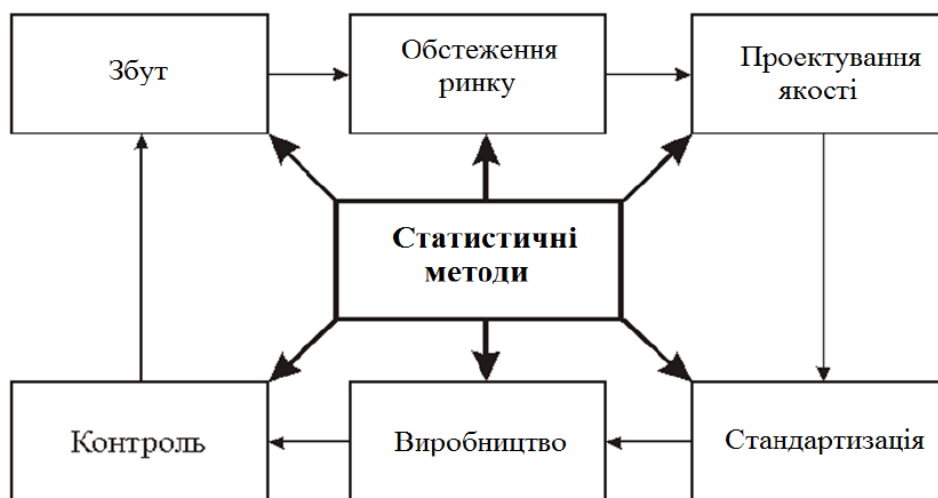 Збут
Обстеження
ринку
Проектування
якості
Статистичні
методи
Контроль
Виробництво
Стандартизація